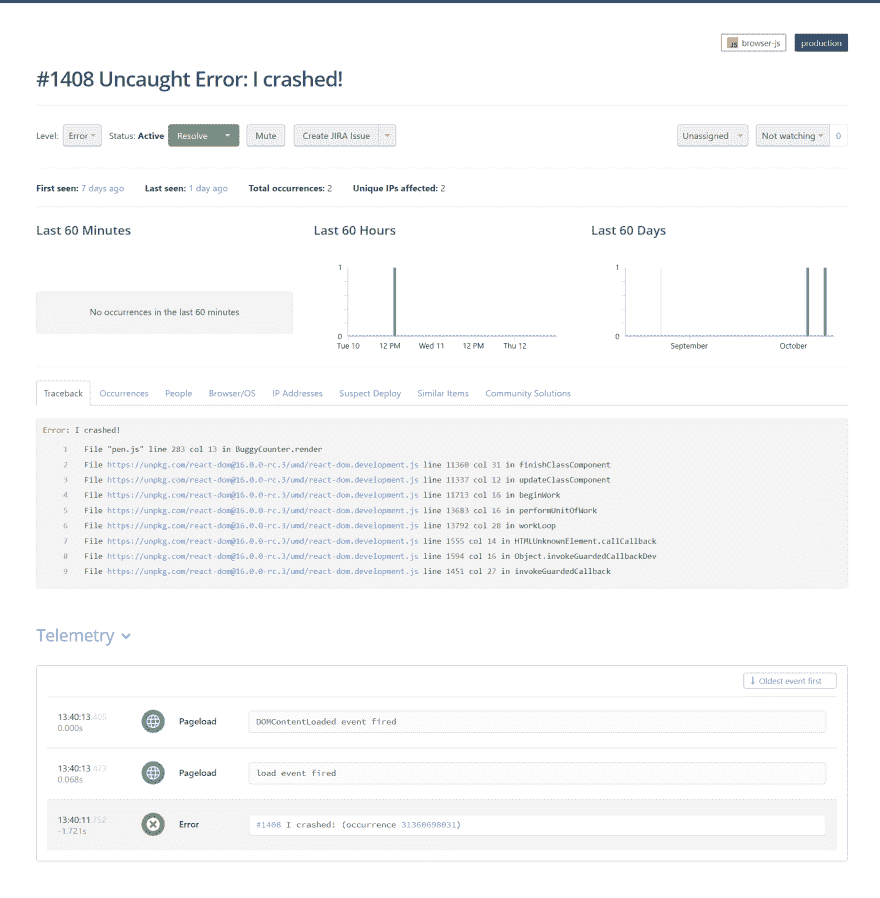 JS browser-js production
#1408 Uncaught Error: I crashed!
Level: Error Status: Active Resolve Mute Create JIRA Issue Unassigned Not watching 0
First seen: 7 days ago Last seen: 1 day ago Total occurrences: 2 Unique IPs affected: 2
Last 60 Minutes Last 60 Hours Last 60 Days
1 1
No occurrences in the last 60 minutes
0 0
Tue 10 12 PM Wed 11 12 PM Thu 12 September October
Traceback Occurrences People Browser/OS IP Addresses Suspect Deploy Similar Items Community Solutions
Error: I crashed!
1 File "pen.js" line 283 col 13 in BuggyCounter.render
2 File https://unpkg.com/react-dom@16.0.0-rc.3/umd/react-dom.development.js line 11360 col 31 in finishClassComponent
3 File https://unpkg.com/react-dom@16.0.0-rc.3/umd/react-dom.development.js line 11337 col 12 in updateClassComponent
4 File https://unpkg.com/react-dom@16.0.0-rc.3/umd/react-dom.development.js line 11713 col 16 in beginWork
5 File https://unpkg.com/react-dom@16.0.0-rc.3/umd/react-dom.development.js line 13683 col 16 in performUnitOfWork
6 File https://unpkg.com/react-dom@16.0.0-rc.3/umd/react-dom.development.js line 13792 col 28 in workLoop
7 File https://unpkg.com/react-dom@16.0.0-rc.3/umd/react-dom.development.js line 1555 col 14 in HTMLUnknownElement.callCallback
8 File https://unpkg.com/react-dom@16.0.0-rc.3/umd/react-dom.development.js line 1594 col 16 in Object.invokeGuardedCallbackDev
9 File https://unpkg.com/react-dom@16.0.0-rc.3/umd/react-dom.development.js line 1451 col 27 in invokeGuardedCallback
Telemetry
Oldest event first
13:40:13.405
0.000s
Pageload DOMContentLoaded event fired
13:40:13.473
0.068s
Pageload load event fired
13:40:11.752
-1.721s
Error #1408 I crashed! (occurrence 31360698031)